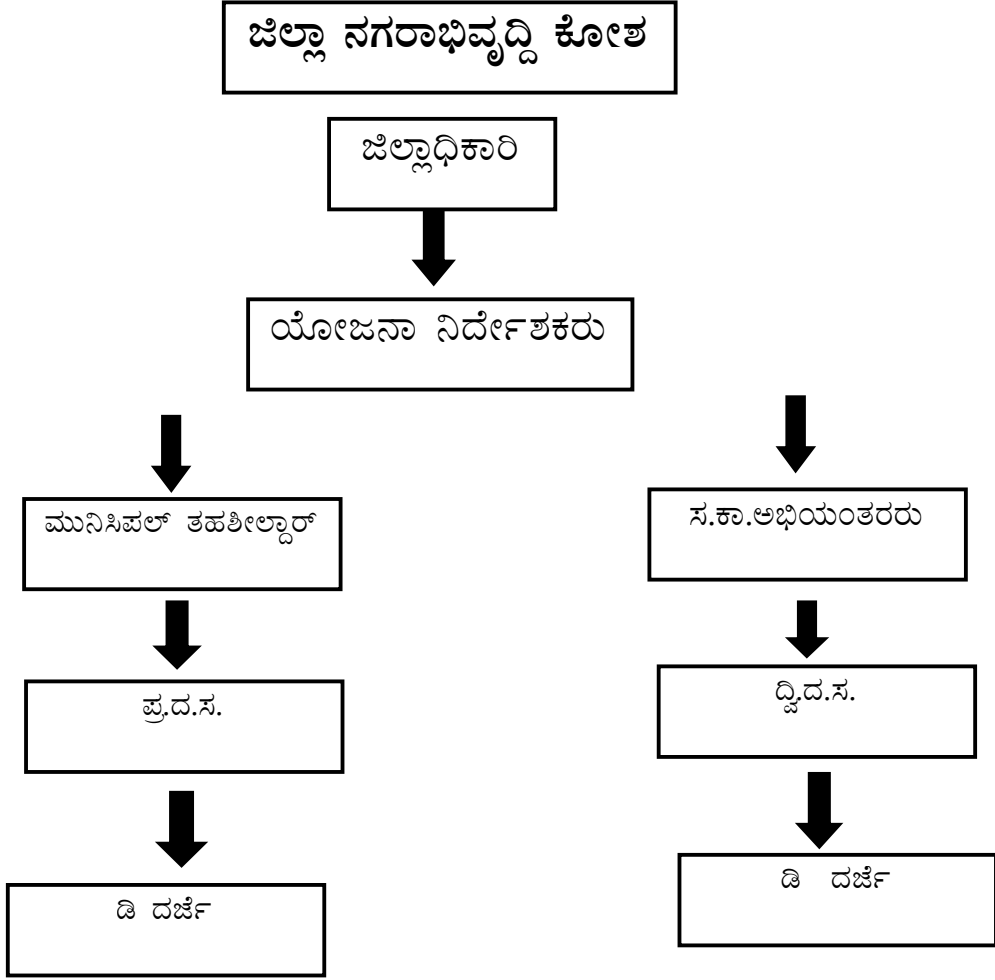 ಜಿಲ್ಲಾ ನಗರಾಭಿವೃದ್ದಿ ಕೋಶ
ಜಿಲ್ಲಾಧಿಕಾರಿ
ಯೋಜನಾ ನಿರ್ದೇಶಕರು
ಮುನಿಸಿಪಲ್ ತಹಶೀಲ್ದಾರ್
ಸ.ಕಾ.ಅಭಿಯಂತರರು
ಪ್ರ.ದ.ಸ.
ದ್ವಿ.ದ.ಸ.
ಡಿ ದರ್ಜೆ
ಡಿ ದರ್ಜೆ